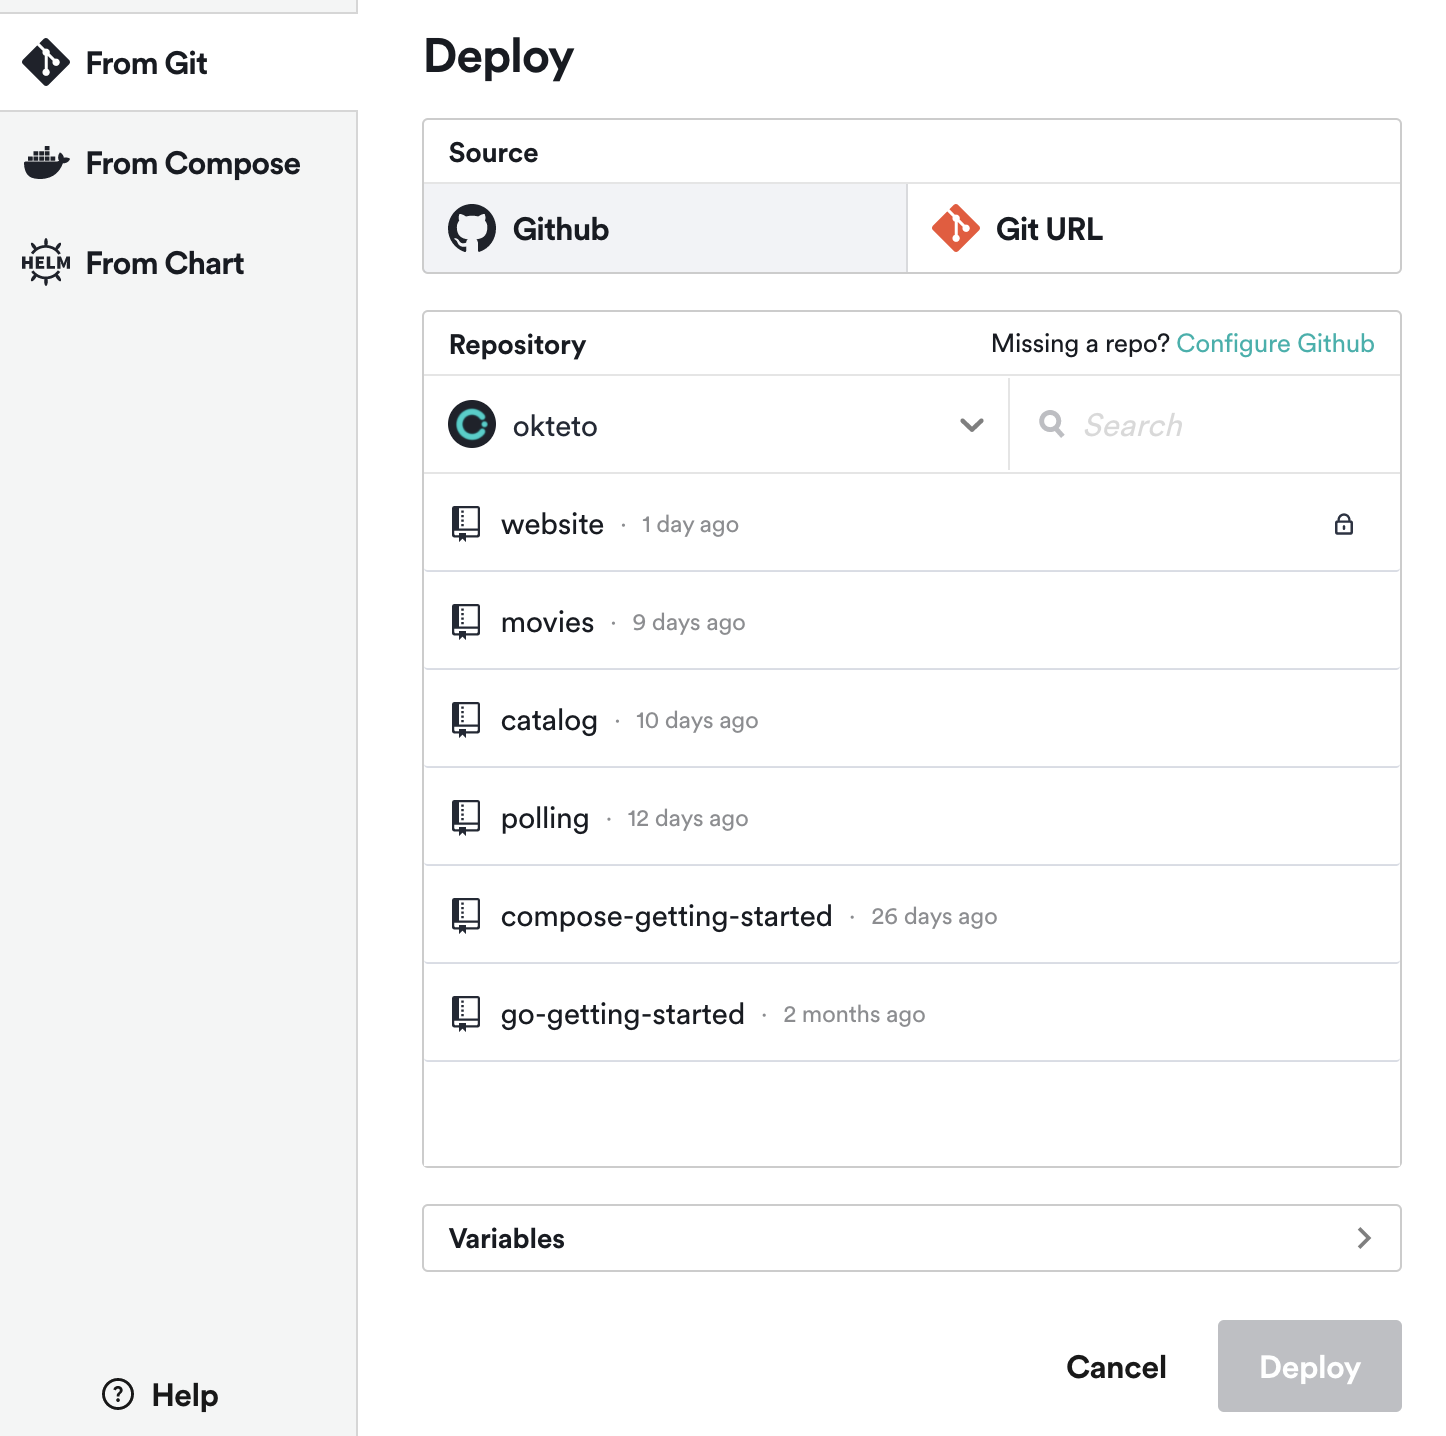 From Git
From Compose
HELM From Chart
Help
Deploy
Source
Github
Git URL
Repository
Missing a repo? Configure Github
okteto
Search
website · 1 day ago
movies · 9 days ago
catalog · 10 days ago
polling · 12 days ago
compose-getting-started · 26 days ago
go-getting-started · 2 months ago
Variables
Cancel
Deploy